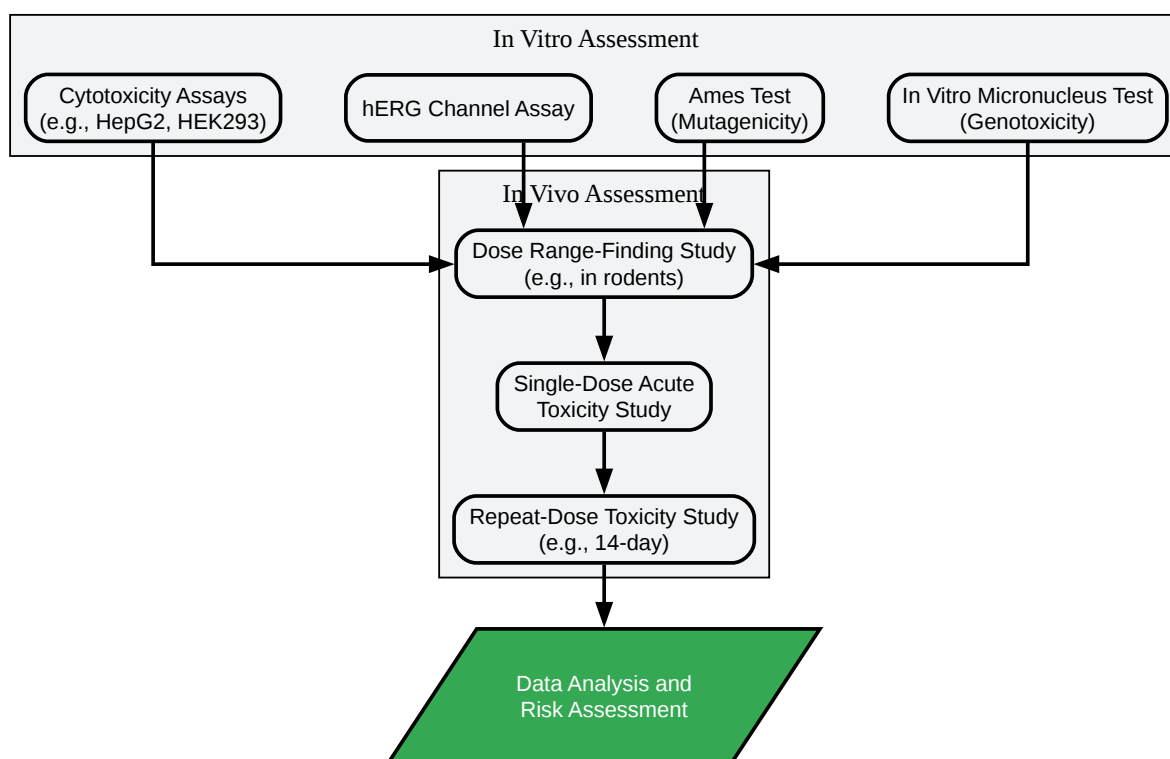 In Vitro Assessment
Cytotoxicity Assays
(e.g., HepG2, HEK293)
hERG Channel Assay
Ames Test
(Mutagenicity)
In Vitro Micronucleus Test
(Genotoxicity)
In Vivo Assessment
Dose Range-Finding Study
(e.g., in rodents)
Single-Dose Acute
Toxicity Study
Repeat-Dose Toxicity Study
(e.g., 14-day)
Data Analysis and
Risk Assessment